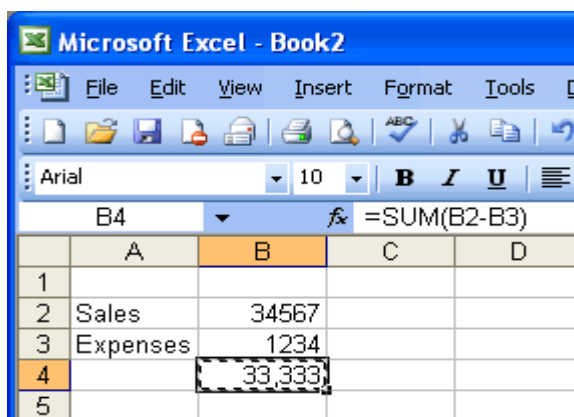 Microsoft Excel - Book2
File Edit View Insert Format Tools D
ABC
Arial 10 B I U
B4 fx =SUM(B2-B3)
A B C D
1
2 Sales 34567
3 Expenses 1234
4 33,333
5